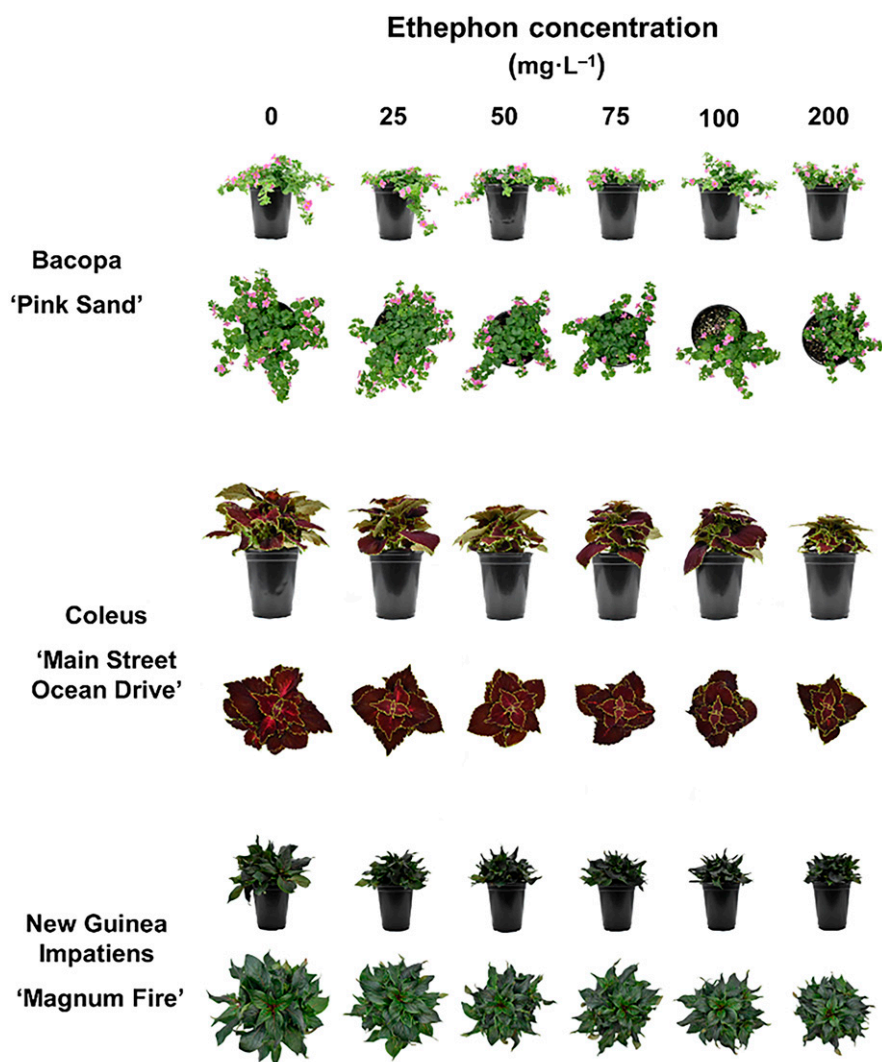 Ethephon concentration
(mg·L⁻¹)
0 25 50 75 100 200
Bacopa
‘Pink Sand’
Coleus
‘Main Street
Ocean Drive’
New Guinea
Impatiens
‘Magnum Fire’